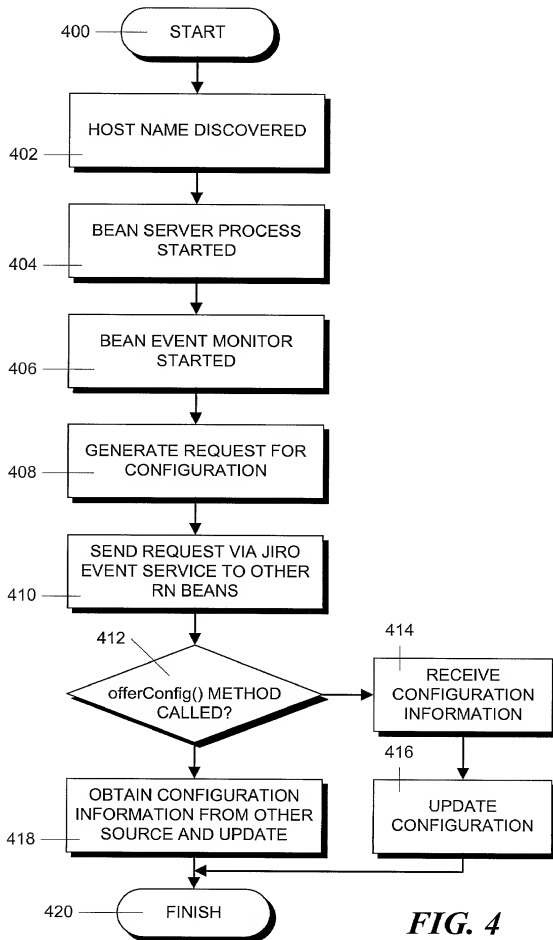 400
START
HOST NAME DISCOVERED
402
BEAN SERVER PROCESS
STARTED
404
BEAN EVENT MONITOR
STARTED
406
GENERATE REQUEST FOR
CONFIGURATION
408
SEND REQUEST VIA JIRO
EVENT SERVICE TO OTHER
RN BEANS
410
412
offerConfig() METHOD
CALLED?
414
RECEIVE
CONFIGURATION
INFORMATION
416
UPDATE
CONFIGURATION
OBTAIN CONFIGURATION
INFORMATION FROM OTHER
SOURCE AND UPDATE
418
420
FINISH
FIG. 4